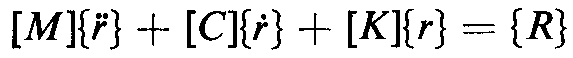 [M]{r̈} + [C]{ṙ} + [K]{r} = {R}